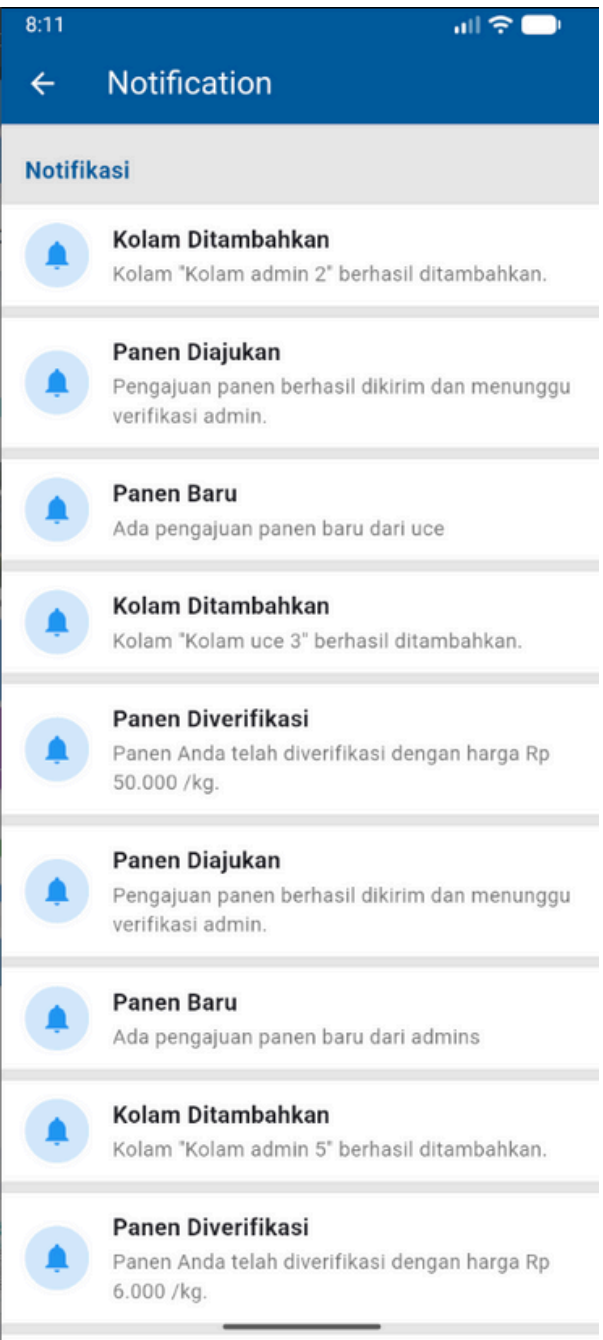 8:11
Notification
Notifikasi
Kolam Ditambahkan
Kolam "Kolam admin 2" berhasil ditambahkan.
Panen Diajukan
Pengajuan panen berhasil dikirim dan menunggu
verifikasi admin.
Panen Baru
Ada pengajuan panen baru dari uce
Kolam Ditambahkan
Kolam "Kolam uce 3" berhasil ditambahkan.
Panen Diverifikasi
Panen Anda telah diverifikasi dengan harga Rp
50.000 /kg.
Panen Diajukan
Pengajuan panen berhasil dikirim dan menunggu
verifikasi admin.
Panen Baru
Ada pengajuan panen baru dari admins
Kolam Ditambahkan
Kolam "Kolam admin 5" berhasil ditambahkan.
Panen Diverifikasi
Panen Anda telah diverifikasi dengan harga Rp
6.000 /kg.